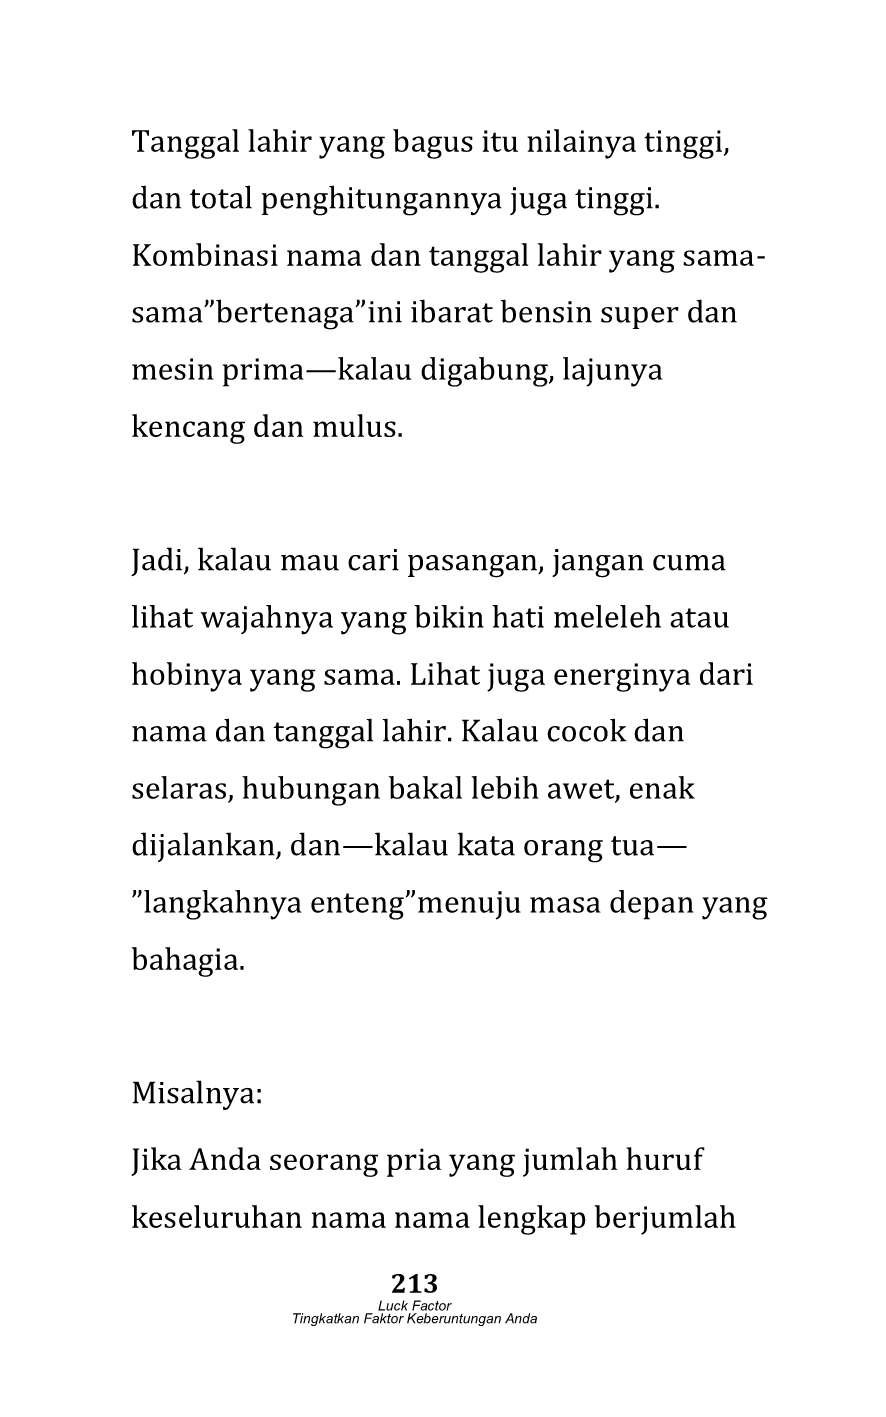 Tanggal lahir yang bagus itu nilainya tinggi,
dan total penghitungannya juga tinggi.
Kombinasi nama dan tanggal lahir yang sama-
sama”bertenaga”ini ibarat bensin super dan
mesin prima—kalau digabung, lajunya
kencang dan mulus.
Jadi, kalau mau cari pasangan, jangan cuma
lihat wajahnya yang bikin hati meleleh atau
hobinya yang sama. Lihat juga energinya dari
nama dan tanggal lahir. Kalau cocok dan
selaras, hubungan bakal lebih awet, enak
dijalankan, dan—kalau kata orang tua—
”langkahnya enteng”menuju masa depan yang
bahagia.
Misalnya:
Jika Anda seorang pria yang jumlah huruf
keseluruhan nama nama lengkap berjumlah
213
Luck Factor
Tingkatkan Faktor Keberuntungan Anda